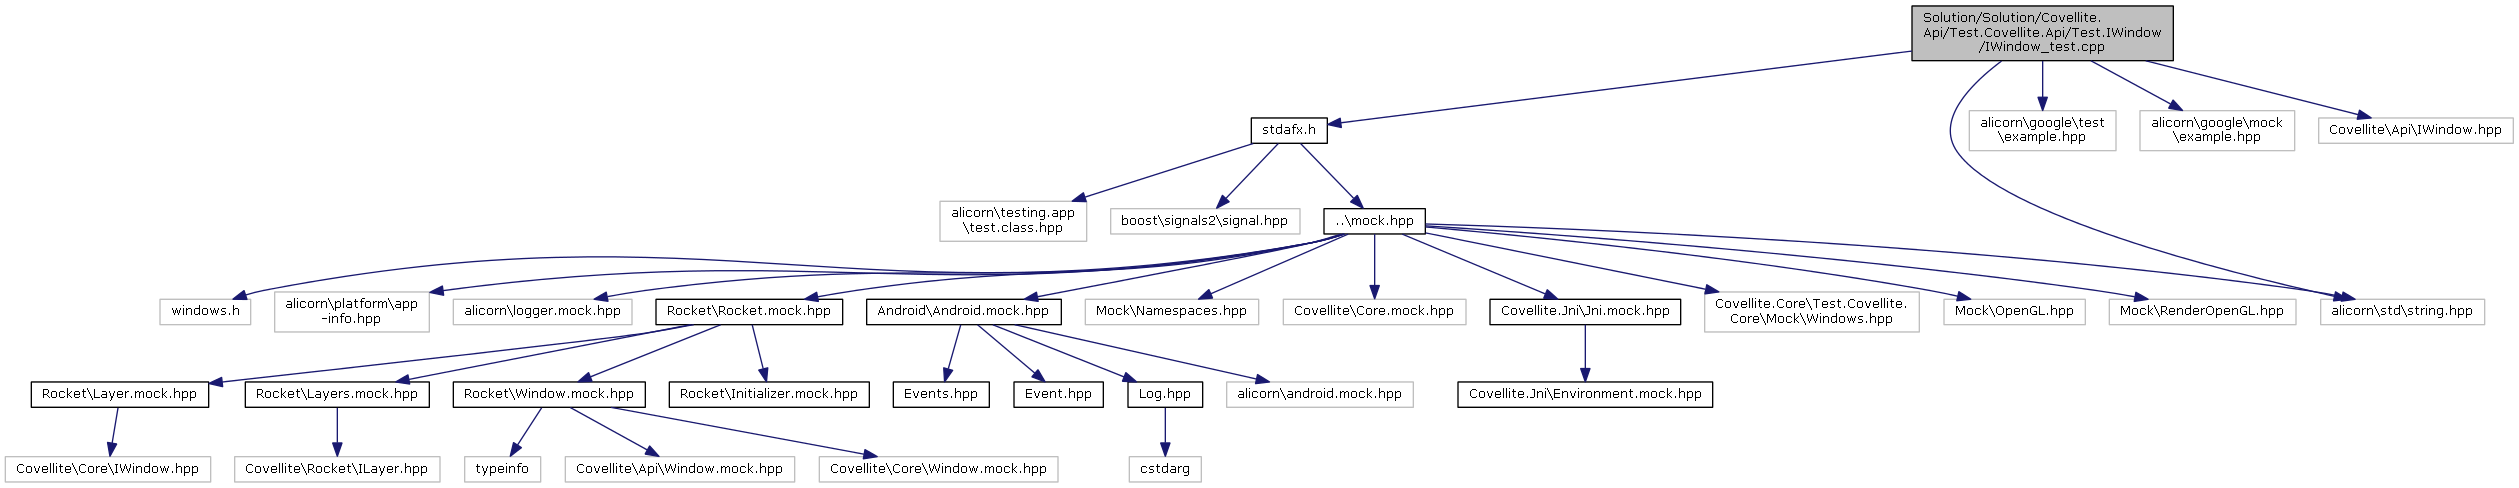 Solution/Solution/Covellite.
Api/Test.Covellite.Api/Test.IWindow
/IWindow_test.cpp
stdafx.h
alicorn\google\test
\example.hpp
alicorn\google\mock
\example.hpp
Covellite\Api\IWindow.hpp
alicorn\testing.app
\test.class.hpp
boost\signals2\signal.hpp
..\mock.hpp
windows.h
alicorn\platform\app
-info.hpp
alicorn\logger.mock.hpp
Rocket\Rocket.mock.hpp
Android\Android.mock.hpp
Mock\Namespaces.hpp
Covellite\Core.mock.hpp
Covellite.Jni\Jni.mock.hpp
Covellite.Core\Test.Covellite.
Core\Mock\Windows.hpp
Mock\OpenGL.hpp
Mock\RenderOpenGL.hpp
alicorn\std\string.hpp
Rocket\Layer.mock.hpp
Rocket\Layers.mock.hpp
Rocket\Window.mock.hpp
Rocket\Initializer.mock.hpp
Events.hpp
Event.hpp
Log.hpp
alicorn\android.mock.hpp
Covellite.Jni\Environment.mock.hpp
Covellite\Core\IWindow.hpp
Covellite\Rocket\ILayer.hpp
typeinfo
Covellite\Api\Window.mock.hpp
Covellite\Core\Window.mock.hpp
cstdarg